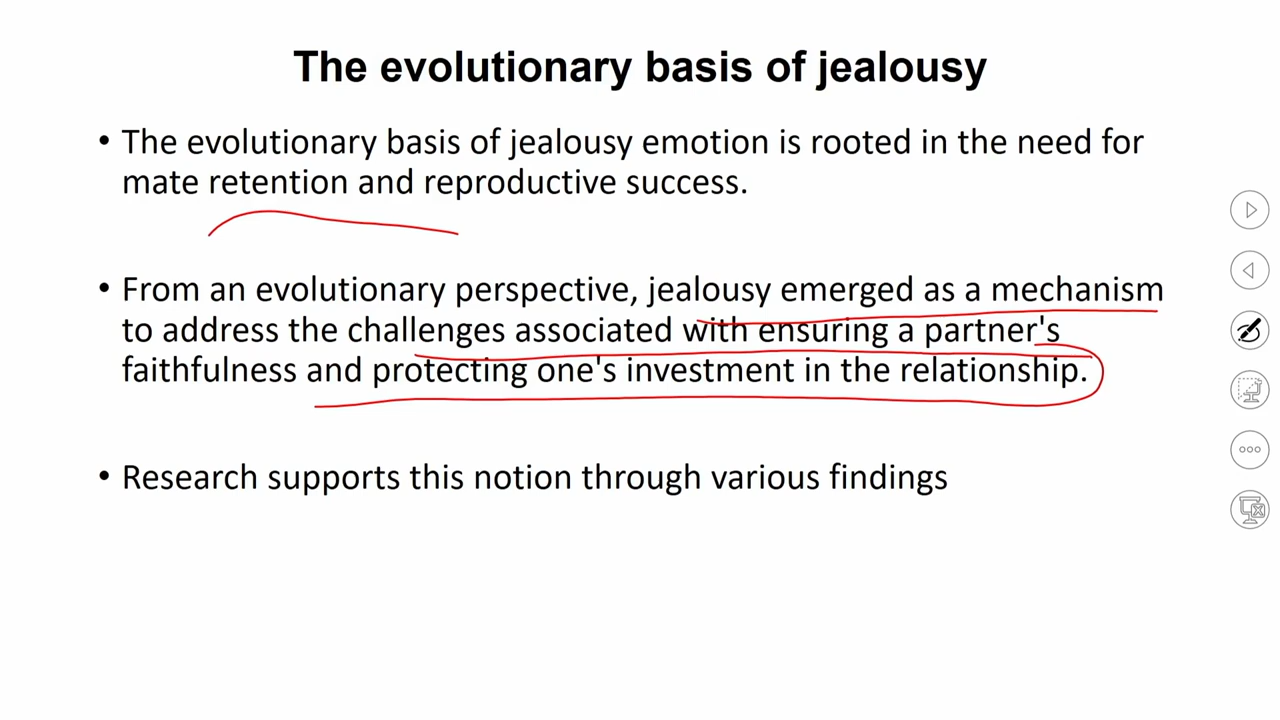 The evolutionary basis of jealousy
• The evolutionary basis of jealousy emotion is rooted in the need for
mate retention and reproductive success.
• From an evolutionary perspective, jealousy emerged as a mechanism
to address the challenges associated with ensuring a partner's
faithfulness and protecting one's investment in the relationship.
• Research supports this notion through various findings